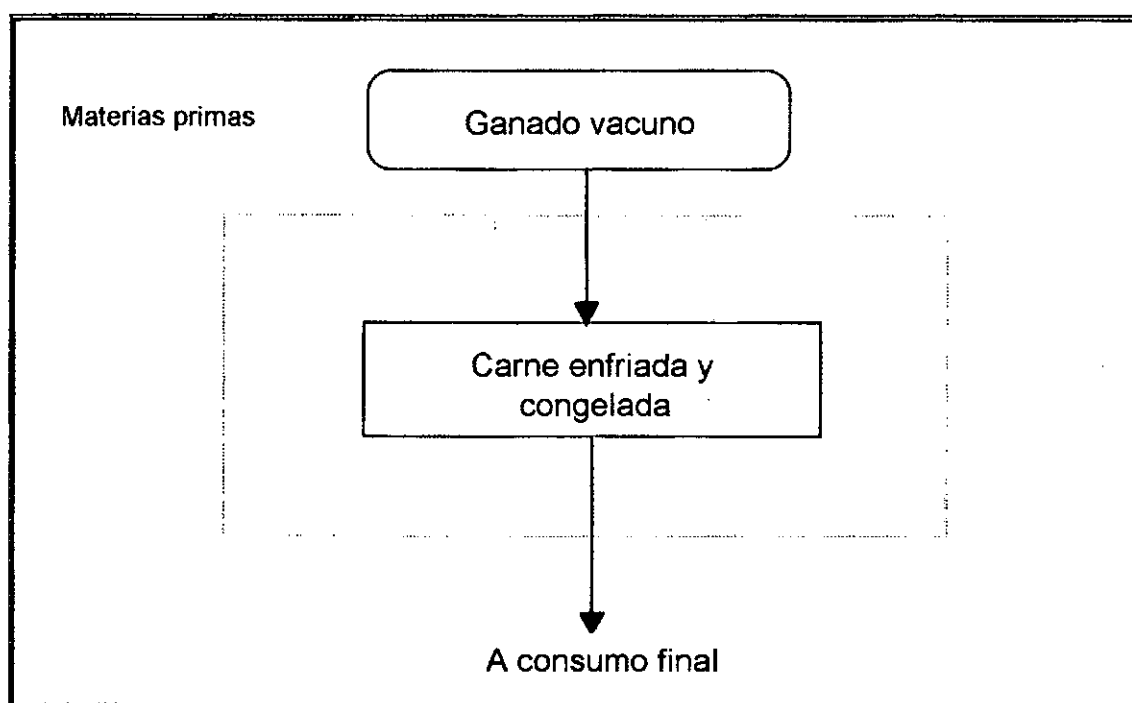 Materias primas
Ganado vacuno
Carne enfriada y
congelada
A consumo final